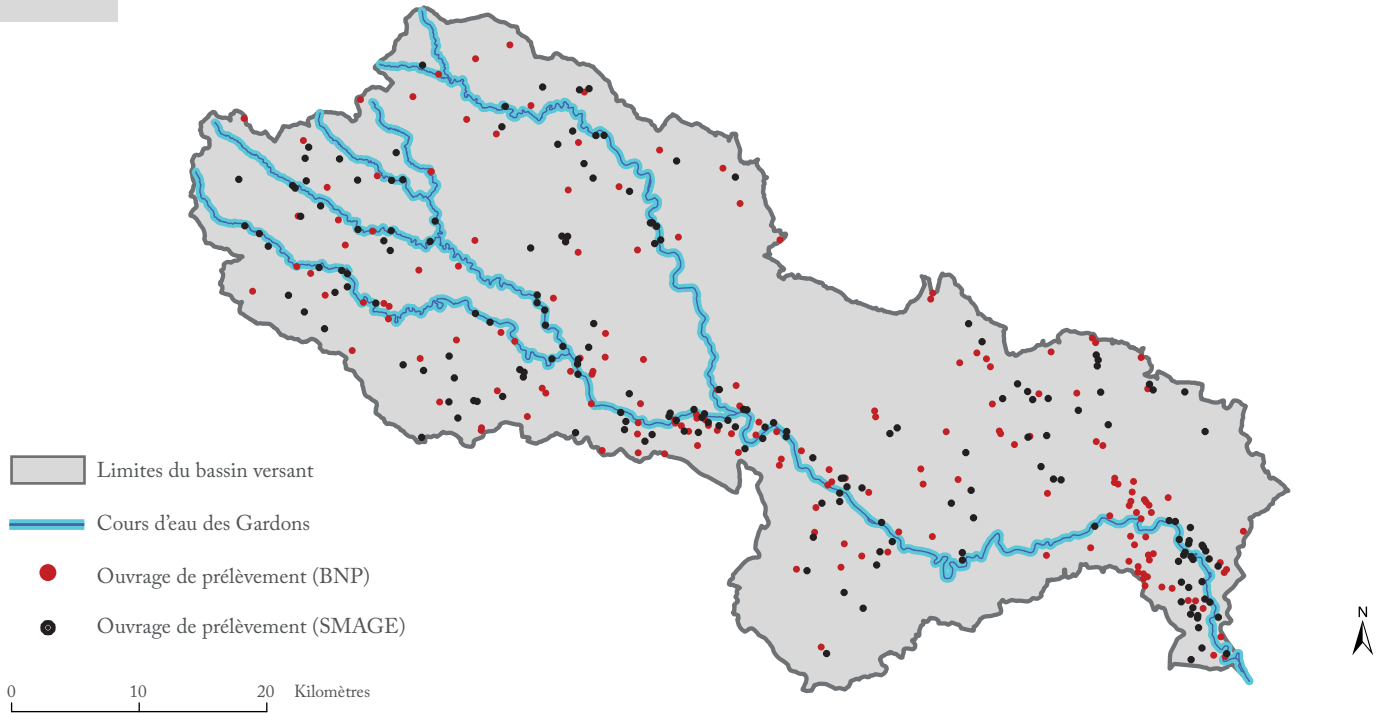 Limites du bassin versant
Cours d'eau des Gardons
Ouvrage de prélèvement (BNP)
Ouvrage de prélèvement (SMAGE)
N
0 10 20 Kilomètres